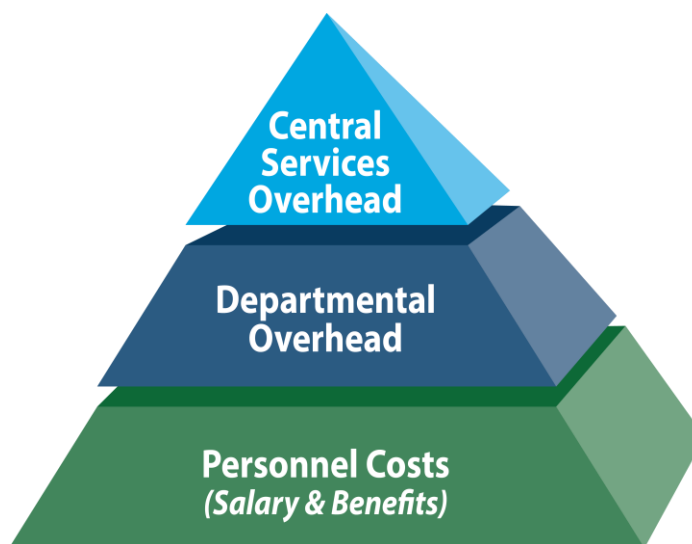 Central
Services
Overhead
Departmental
Overhead
Personnel Costs
(Salary & Benefits)